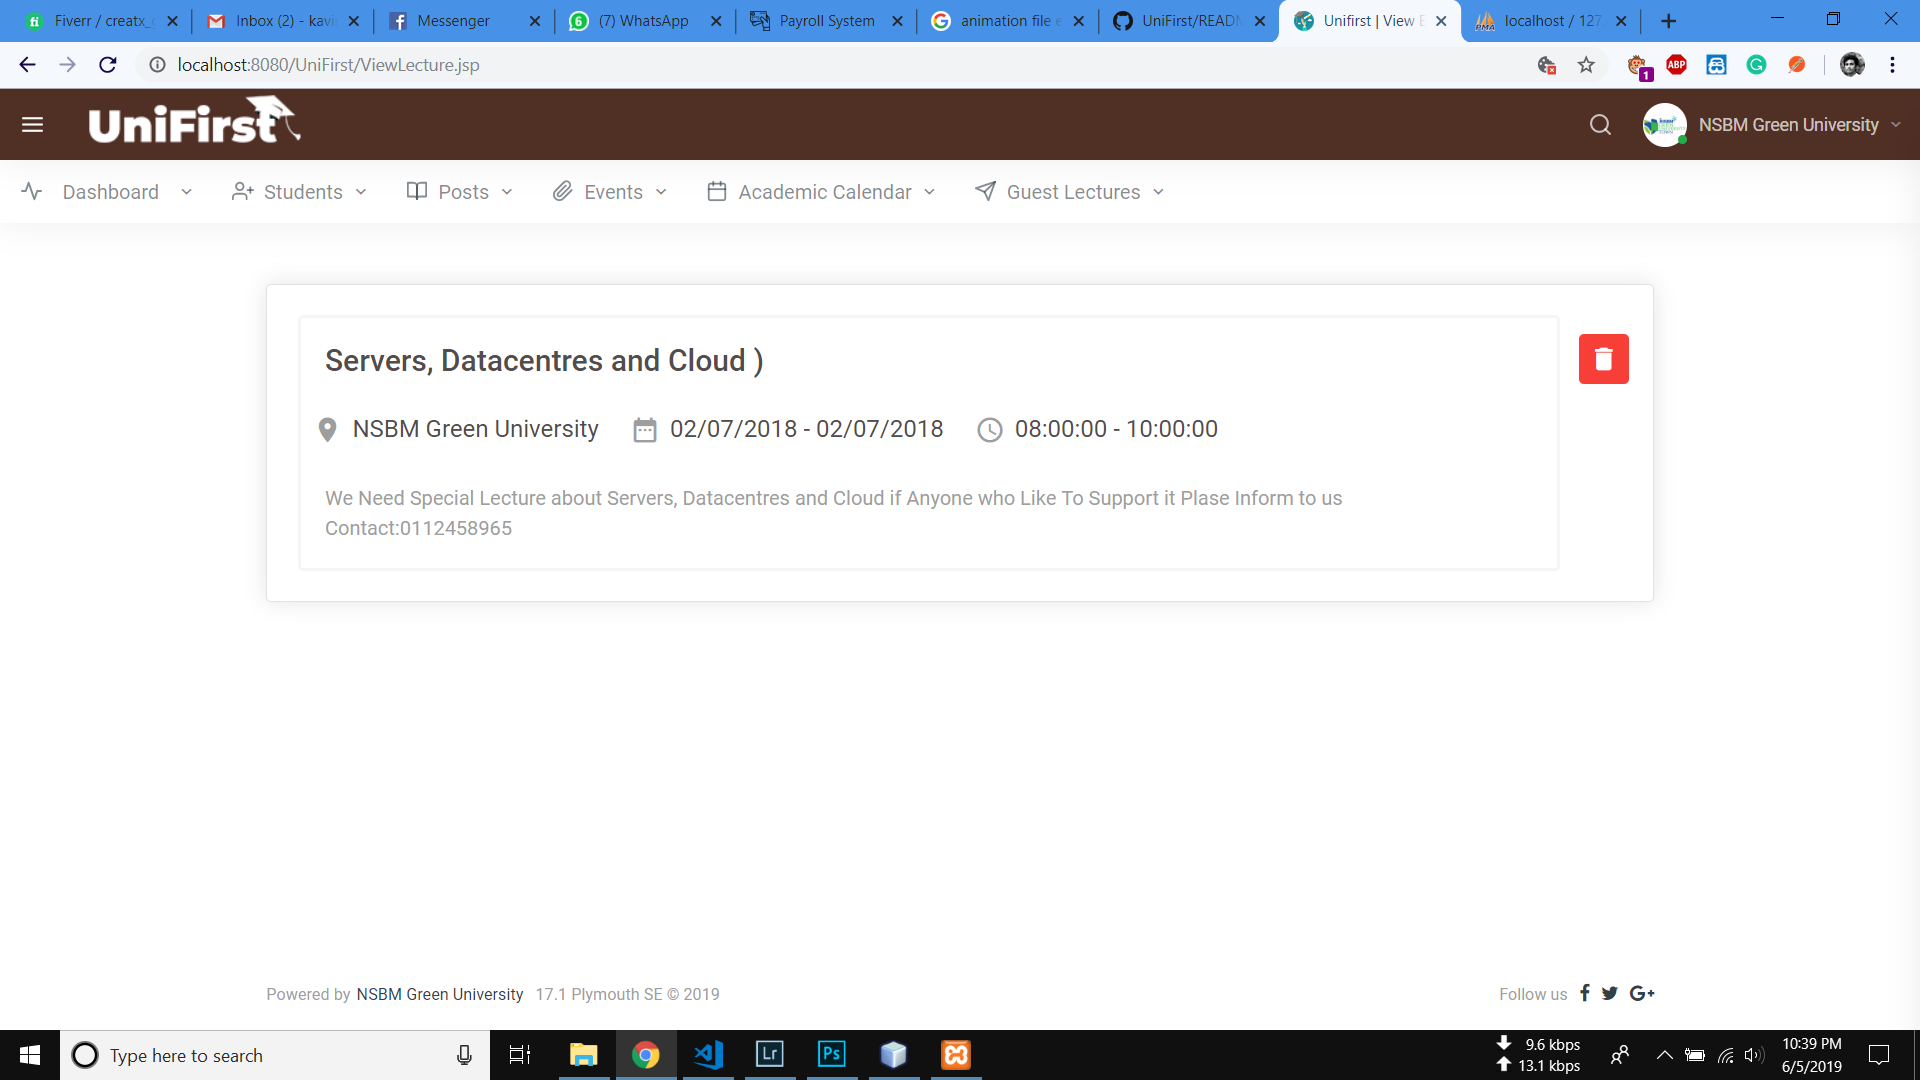 Fiverr / creatx_
Inbox (2) - kavi
Messenger
(7) WhatsApp
Payroll System
animation file e
UniFirst/READ
Unifirst | View E
localhost / 127
localhost:8080/UniFirst/ViewLecture.jsp
ABP
1
UniFirst
NSBM Green University
Dashboard
Students
Posts
Events
Academic Calendar
Guest Lectures
Servers, Datacentres and Cloud )
NSBM Green University
02/07/2018 - 02/07/2018
08:00:00 - 10:00:00
We Need Special Lecture about Servers, Datacentres and Cloud if Anyone who Like To Support it Plase Inform to us
Contact:0112458965
Powered by NSBM Green University 17.1 Plymouth SE © 2019
Follow us
Type here to search
Lr
Ps
9.6 kbps
13.1 kbps
10:39 PM
6/5/2019